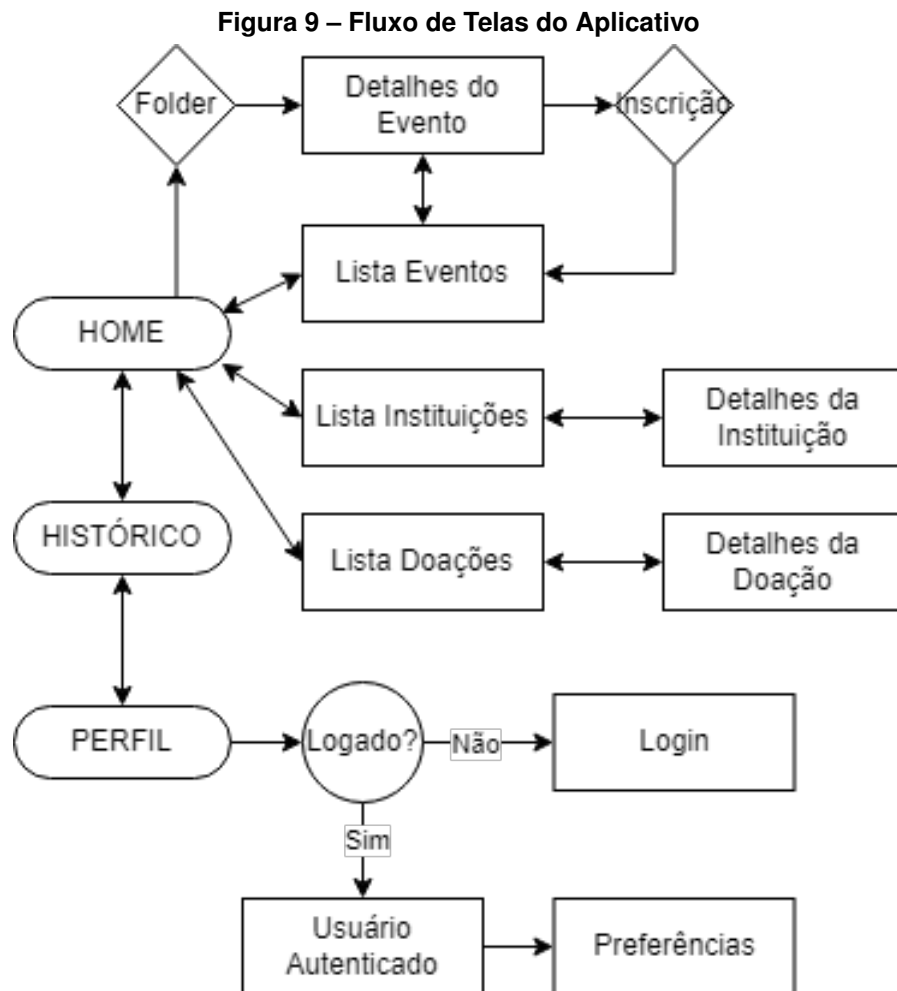 Figura 9 – Fluxo de Telas do Aplicativo
Folder
Detalhes do
Evento
Inscrição
Lista Eventos
HOME
Lista Instituições
Detalhes da
Instituição
HISTÓRICO
Lista Doações
Detalhes da
Doação
PERFIL
Logado?
Não
Login
Sim
Usuário
Autenticado
Preferências